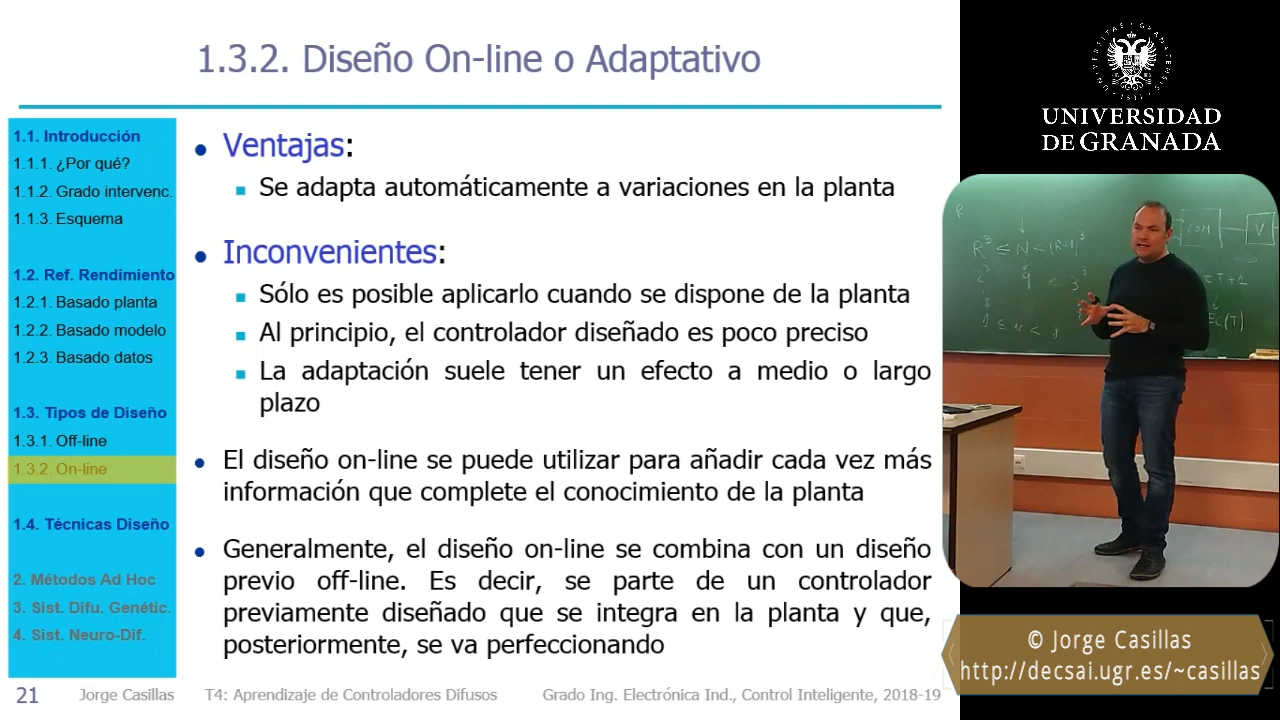 1.3.2. Diseño On-line o Adaptativo
1.1. Introducción
1.1.1. ¿Por qué?
1.1.2. Grado intervenc.
1.1.3. Esquema
1.2. Ref. Rendimiento
1.2.1. Basado planta
1.2.2. Basado modelo
1.2.3. Basado datos
1.3. Tipos de Diseño
1.3.1. Off-line
1.3.2. On-line
1.4. Técnicas Diseño
2. Métodos Ad Hoc
3. Sist. Difu. Genétic.
4. Sist. Neuro-Dif.
Ventajas:
Se adapta automáticamente a variaciones en la planta
Inconvenientes:
Sólo es posible aplicarlo cuando se dispone de la planta
Al principio, el controlador diseñado es poco preciso
La adaptación suele tener un efecto a medio o largo
plazo
El diseño on-line se puede utilizar para añadir cada vez más
información que complete el conocimiento de la planta
Generalmente, el diseño on-line se combina con un diseño
previo off-line. Es decir, se parte de un controlador
previamente diseñado que se integra en la planta y que,
posteriormente, se va perfeccionando
21 Jorge Casillas T4: Aprendizaje de Controladores Difusos Grado Ing. Electrónica Ind., Control Inteligente, 2018-19
UNIVERSIDAD
DE GRANADA
R³ ≤ N <
© Jorge Casillas
http://decsai.ugr.es/~casillas